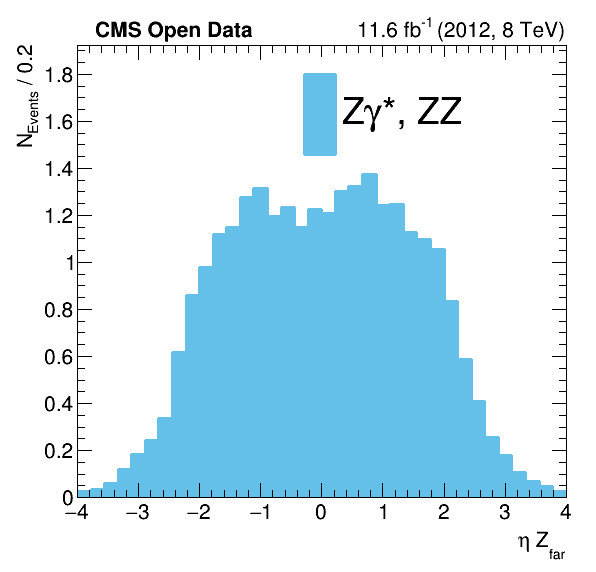 CMS Open Data 11.6 fb⁻¹ (2012, 8 TeV)
N_Events / 0.2
Zγ*, ZZ
1.8
1.6
1.4
1.2
1
0.8
0.6
0.4
0.2
0
−4 −3 −2 −1 0 1 2 3 4
η Z_far